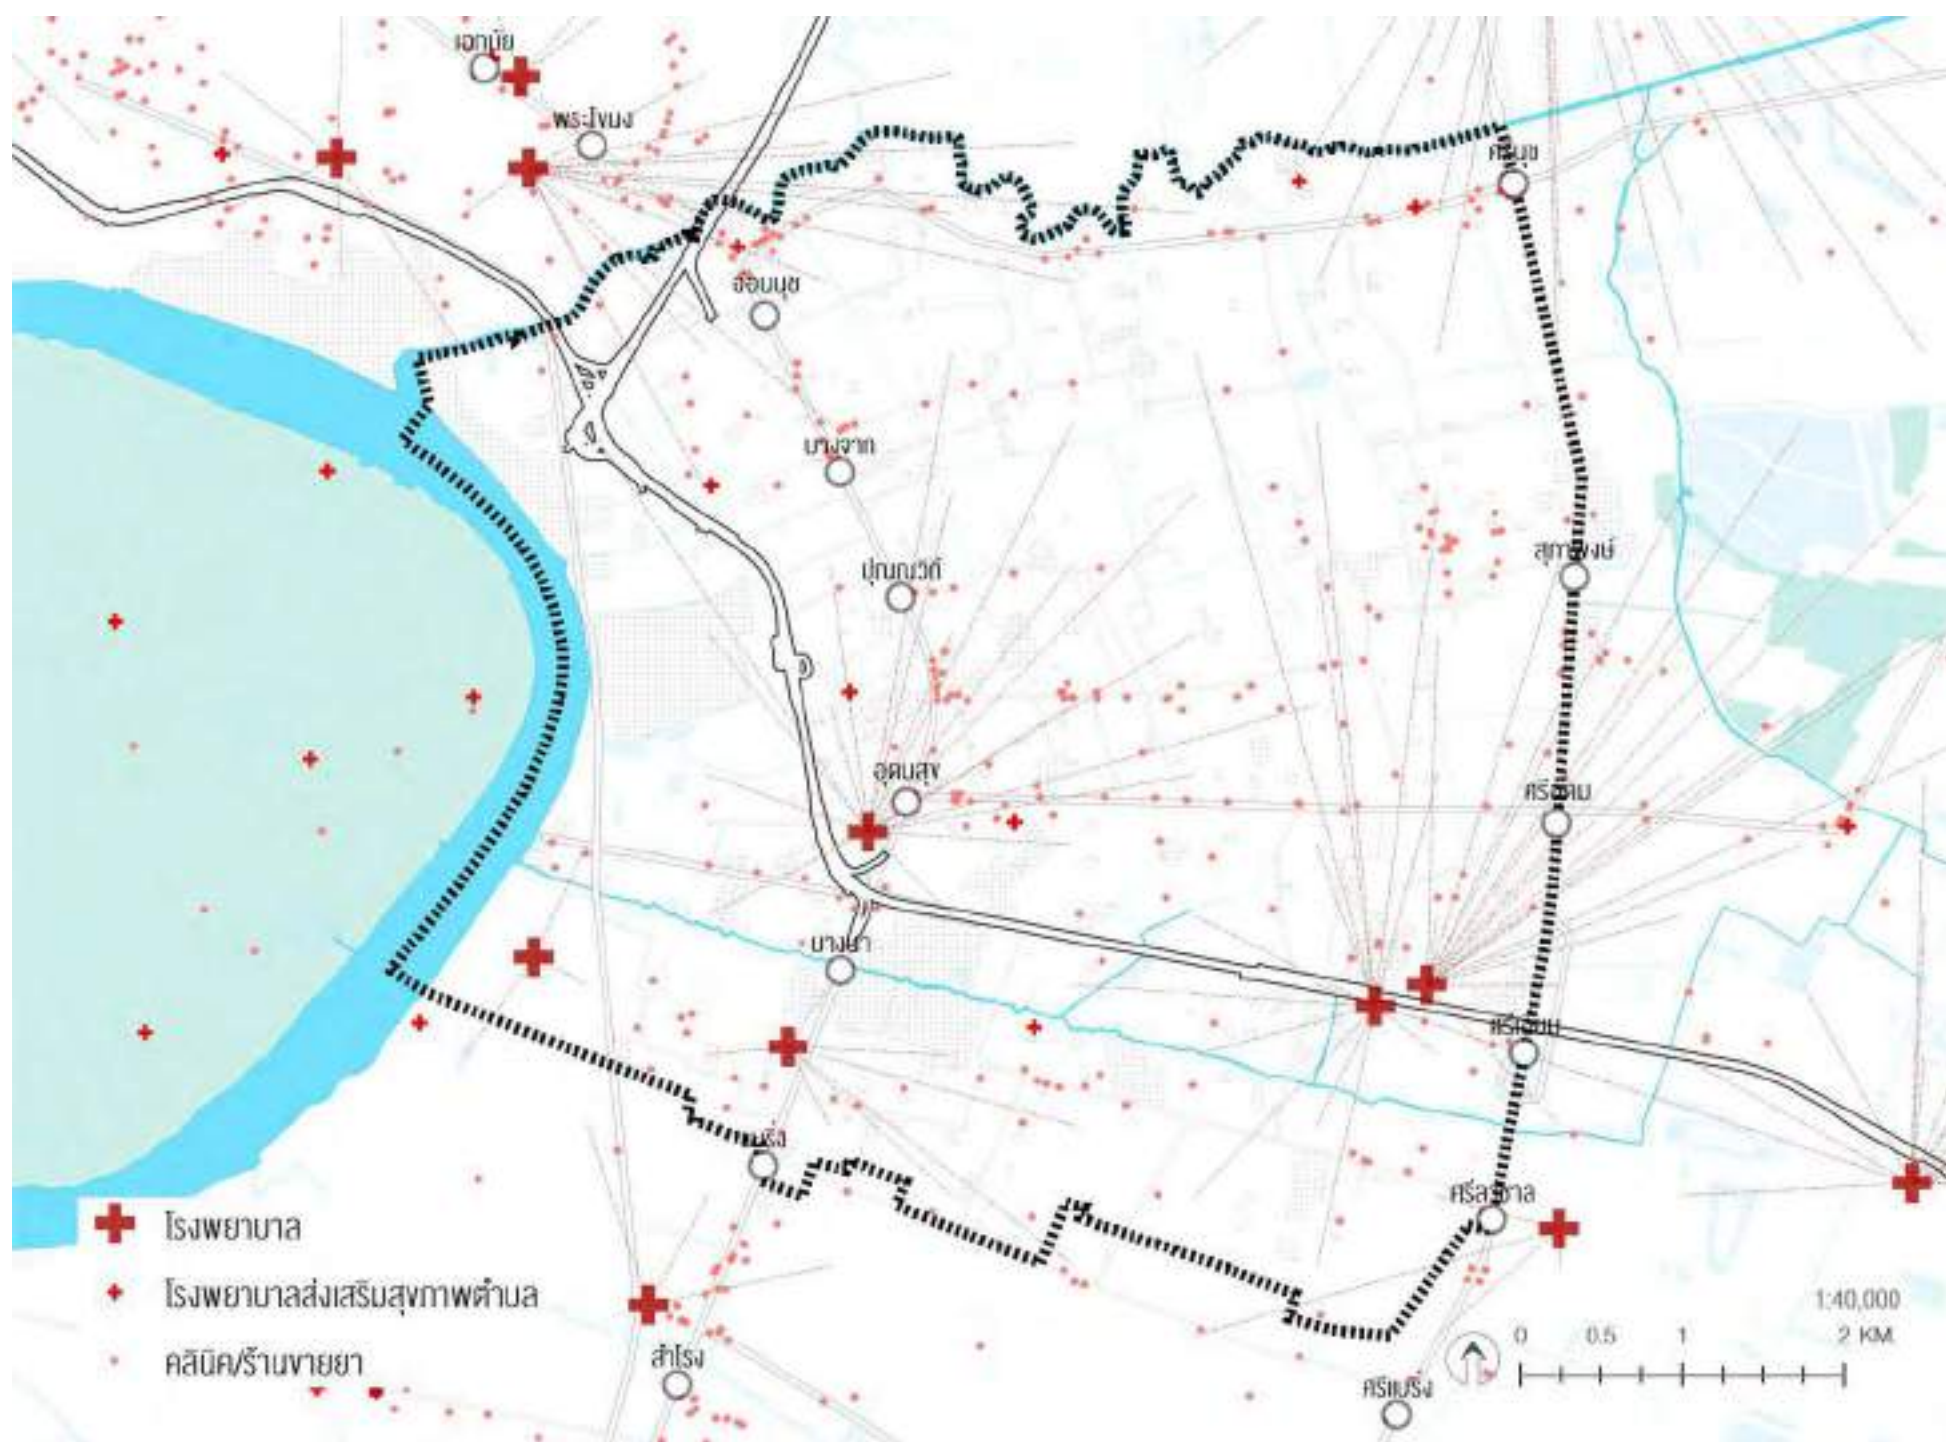 เอกมัย
พระโขนง
ศรีนุช
อ่อนนุช
บางจาก
สุภาพงษ์
ปุณณวิถี
อุดมสุข
ศรีอุดม
บางนา
ศรีเอี่ยม
แบริ่ง
ศรีลาซาล
โรงพยาบาล
โรงพยาบาลส่งเสริมสุขภาพตำบล
1:40,000
0 0.5 1 2 KM.
คลินิค/ร้านขายยา
สำโรง
ศรีแบริ่ง